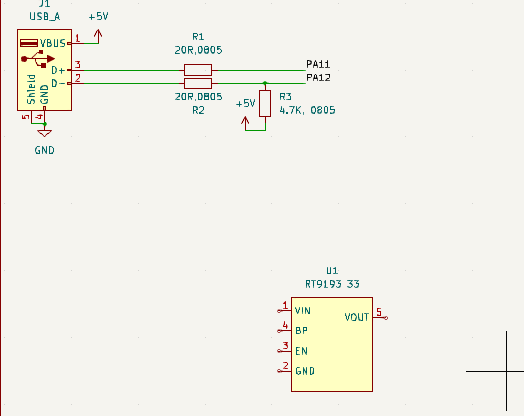 J1
USB_A
+5V
VBUS 1
D+ 3
D- 2
Shield
GND
5
4
GND
R1
20R,0805
20R,0805
R2
PA11
PA12
+5V
R3
4.7K, 0805
U1
RT9193 33
1 VIN
4 BP
3 EN
2 GND
VOUT 5